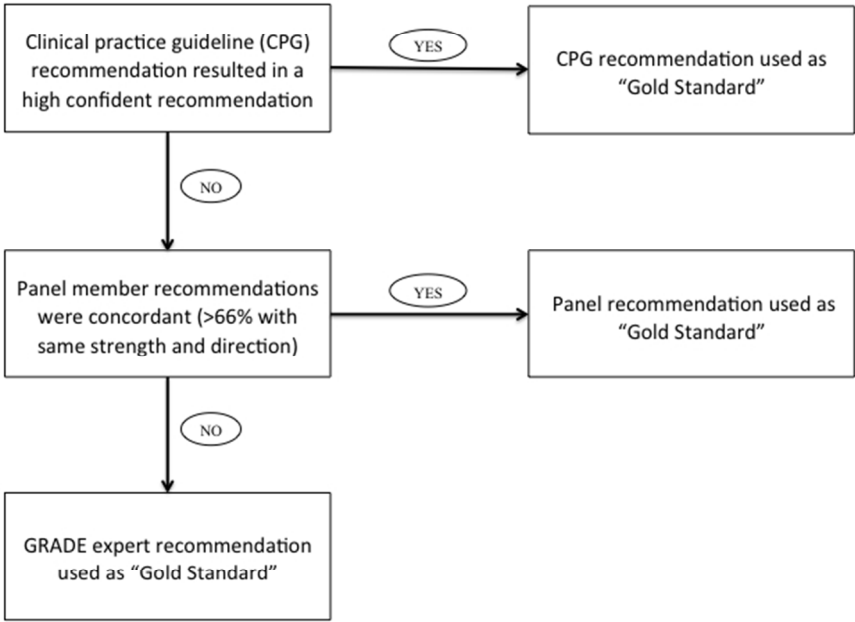 Clinical practice guideline (CPG)
recommendation resulted in a
high confident recommendation
YES
CPG recommendation used as
“Gold Standard”
NO
Panel member recommendations
were concordant (>66% with
same strength and direction)
YES
Panel recommendation used as
“Gold Standard”
NO
GRADE expert recommendation
used as “Gold Standard”